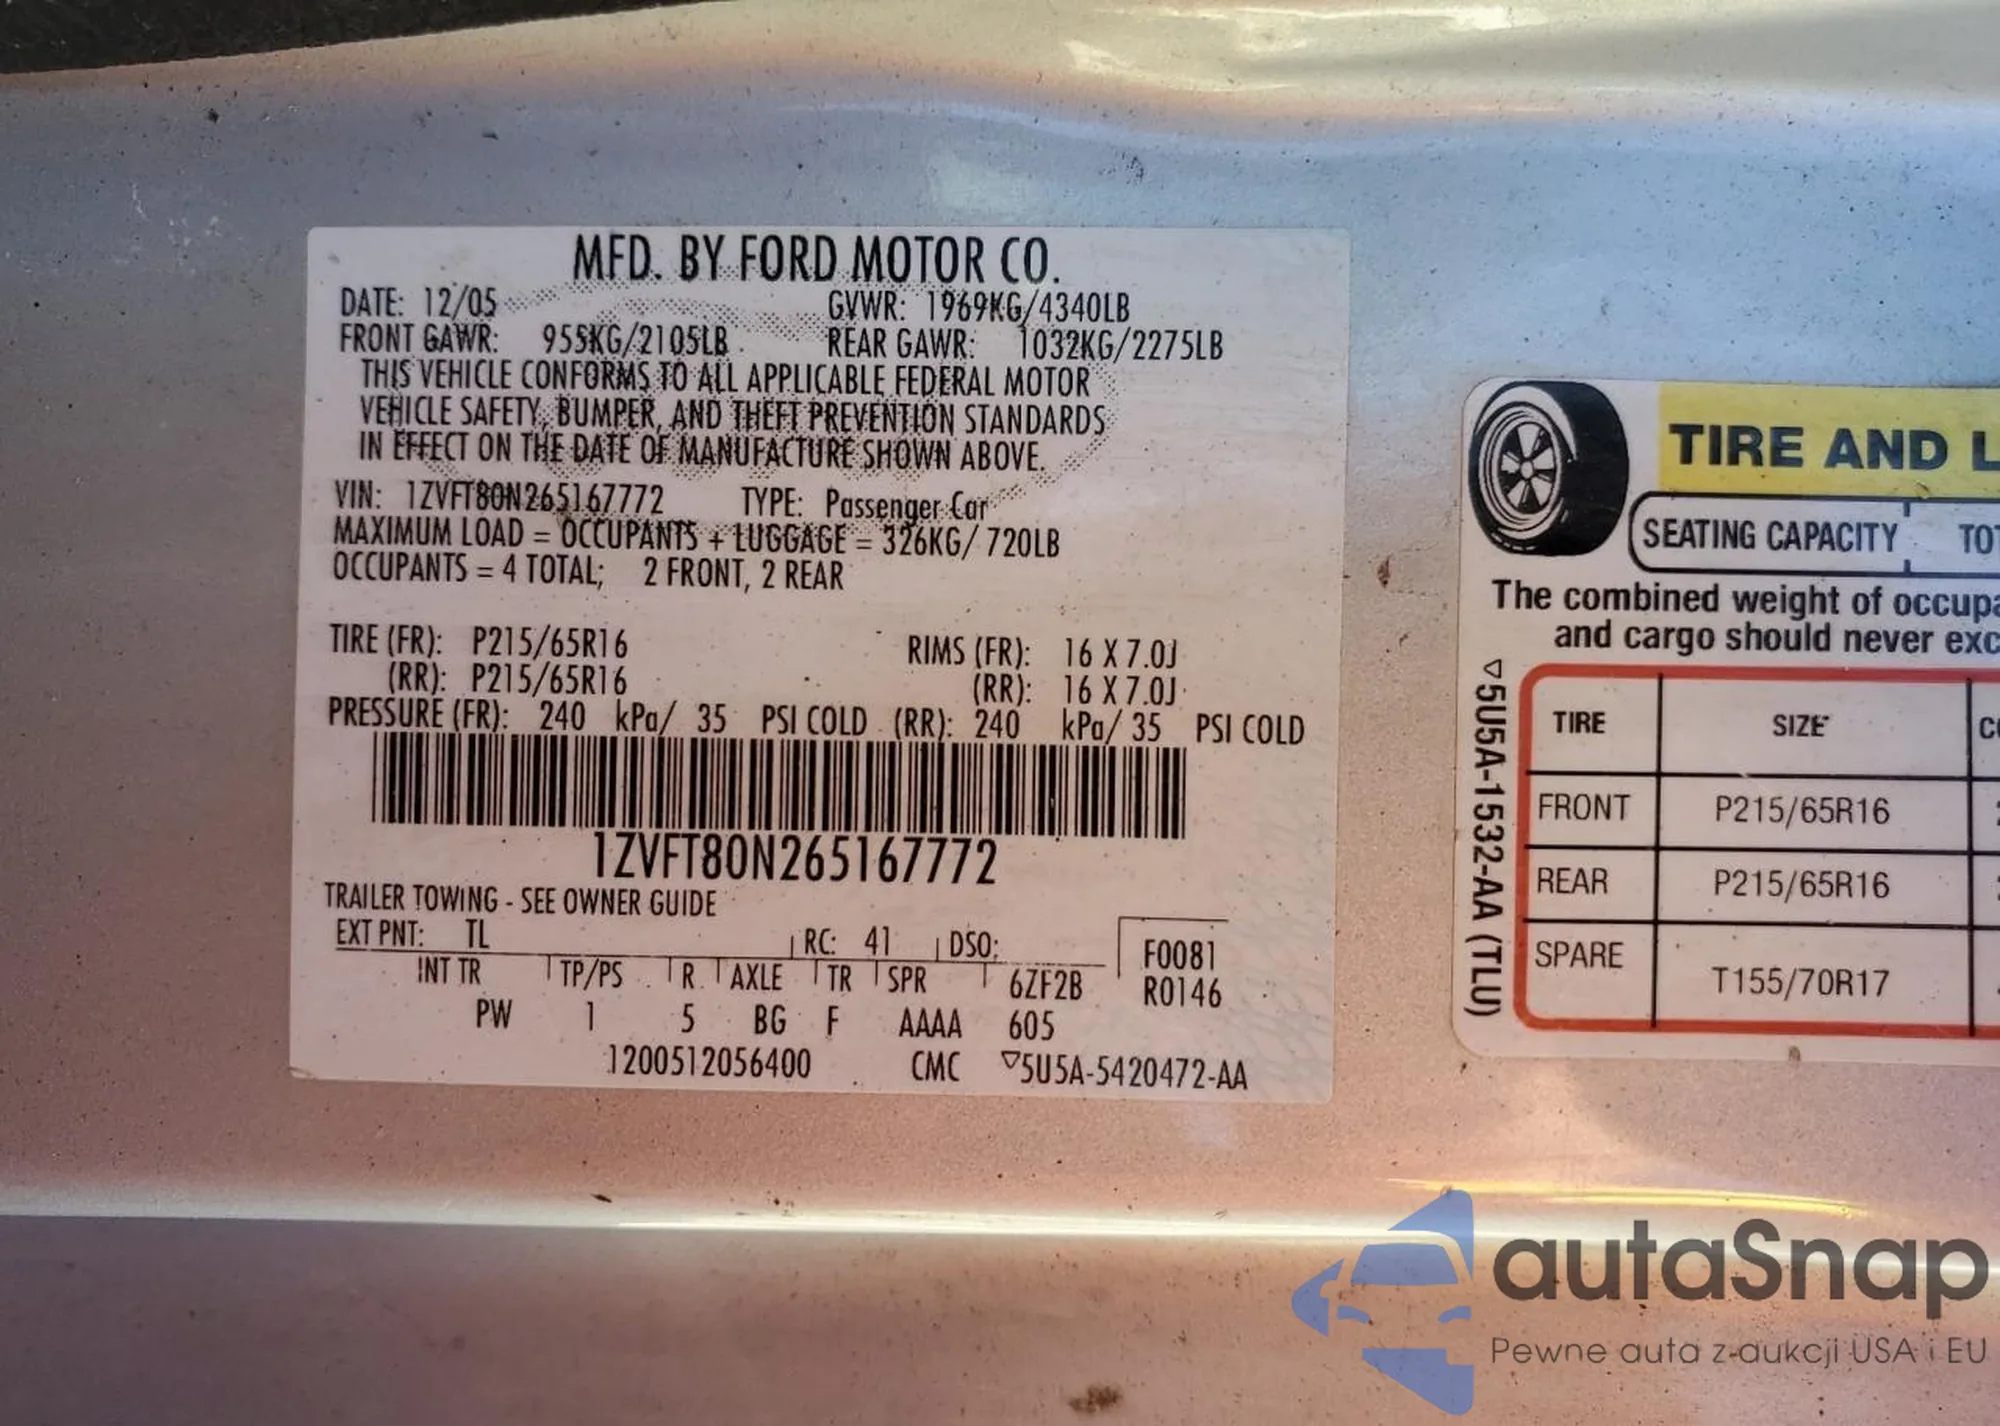 MFD. BY FORD MOTOR CO.
DATE: 12/05 GVWR: 1969KG/4340LB
FRONT GAWR: 955KG/2105LB REAR GAWR: 1032KG/2275LB
THIS VEHICLE CONFORMS TO ALL APPLICABLE FEDERAL MOTOR
VEHICLE SAFETY, BUMPER, AND THEFT PREVENTION STANDARDS
IN EFFECT ON THE DATE OF MANUFACTURE SHOWN ABOVE.
VIN: 1ZVFT80N265167772 TYPE: Passenger Car
MAXIMUM LOAD = OCCUPANTS + LUGGAGE = 326KG/ 720LB
OCCUPANTS = 4 TOTAL; 2 FRONT, 2 REAR
TIRE (FR): P215/65R16 RIMS (FR): 16 X 7.0J
(RR): P215/65R16 (RR): 16 X 7.0J
PRESSURE (FR): 240 kPa/ 35 PSI COLD (RR): 240 kPa/ 35 PSI COLD
1ZVFT80N265167772
TRAILER TOWING - SEE OWNER GUIDE
EXT PNT: TL RC: 41 DSO: F0081
INT TR TP/PS R AXLE TR SPR 6ZF2B R0146
PW 1 5 BG F AAAA 605
1200512056400 CMC ▽5U5A-5420472-AA
TIRE AND L
SEATING CAPACITY TOT
The combined weight of occupa
and cargo should never exc
▽5U5A-1532-AA (TLU)
TIRE SIZE
FRONT P215/65R16
REAR P215/65R16
SPARE T155/70R17
autaSnap
Pewne auta z aukcji USA i EU